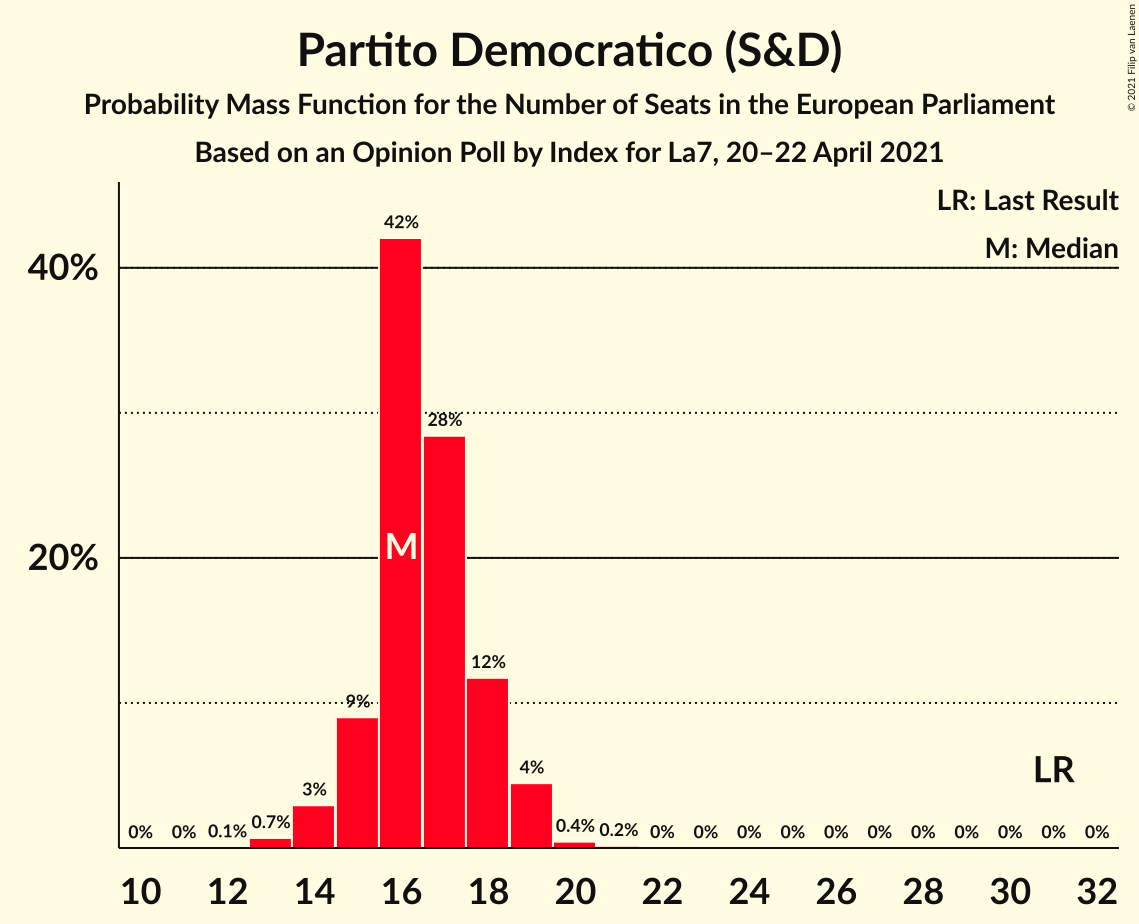 Partito Democratico (S&D)
Probability Mass Function for the Number of Seats in the European Parliament
Based on an Opinion Poll by Index for La7, 20–22 April 2021
© 2021 Filip van Laenen
LR: Last Result
M: Median
40%
20%
0% 0% 0.1% 0.7% 3% 9% 42% 28% 12% 4% 0.4% 0.2% 0% 0% 0% 0% 0% 0% 0% 0% 0% 0% 0%
M
LR
10 12 14 16 18 20 22 24 26 28 30 32